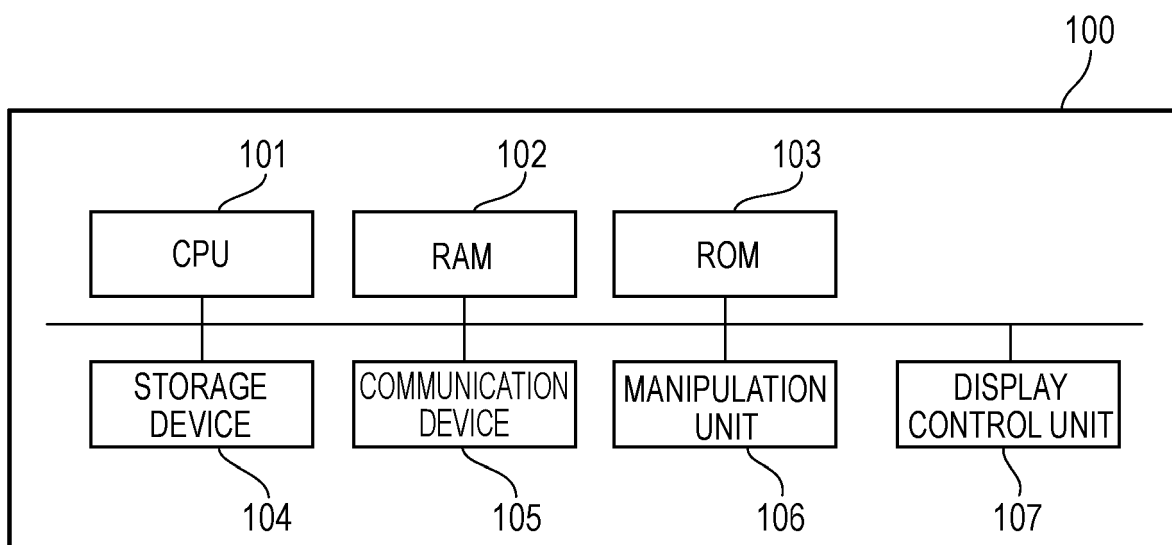 100
101
102
103
CPU
RAM
ROM
STORAGE
DEVICE
COMMUNICATION
DEVICE
MANIPULATION
UNIT
DISPLAY
CONTROL UNIT
104
105
106
107